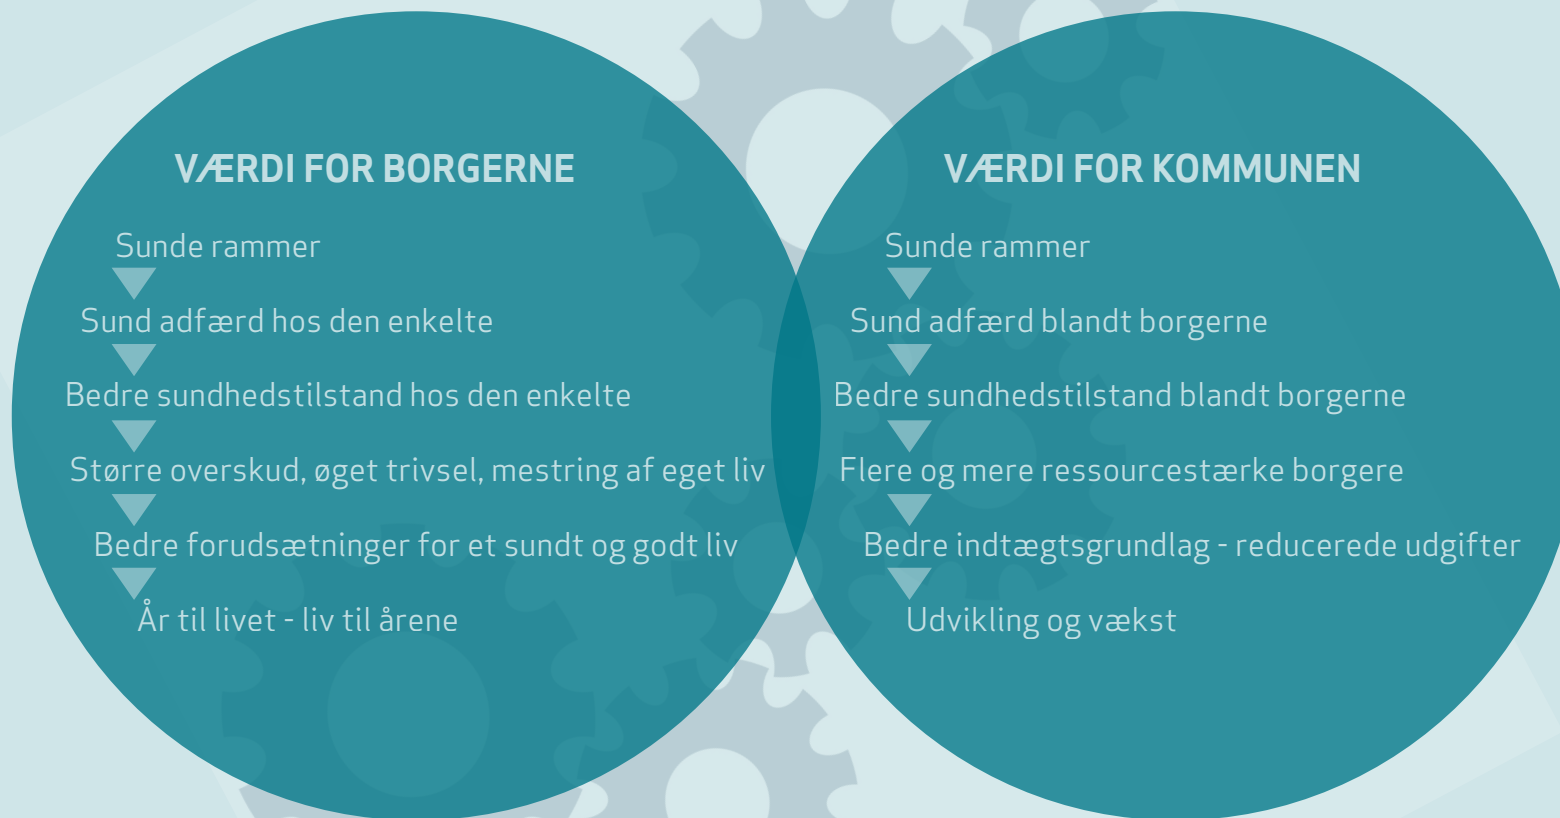 VÆRDI FOR BORGERNE
Sunde rammer
Sund adfærd hos den enkelte
Bedre sundhedstilstand hos den enkelte
Større overskud, øget trivsel, mestring af eget liv
Bedre forudsætninger for et sundt og godt liv
År til livet - liv til årene
VÆRDI FOR KOMMUNEN
Sunde rammer
Sund adfærd blandt borgerne
Bedre sundhedstilstand blandt borgerne
Flere og mere ressourcestærke borgere
Bedre indtægtsgrundlag - reducerede udgifter
Udvikling og vækst